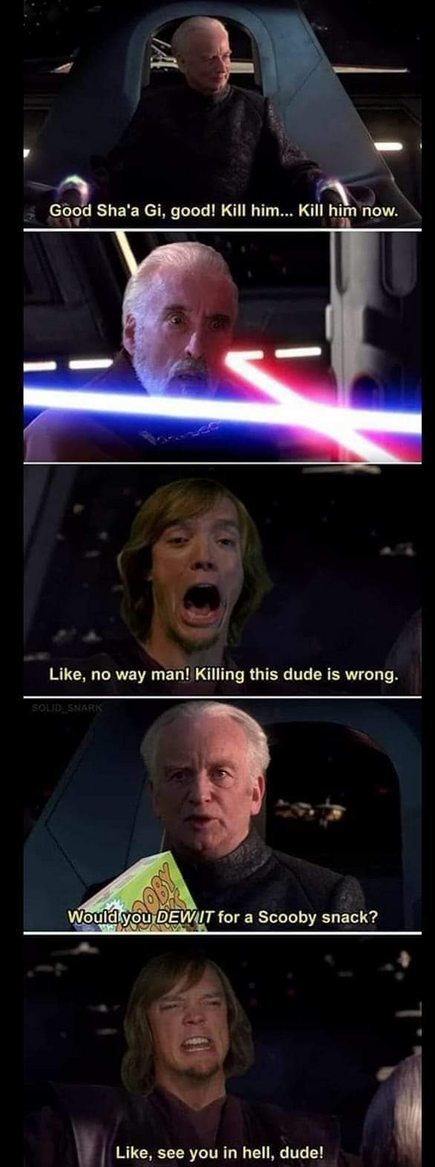 Good Sha'a Gi, good! Kill him... Kill him now.
Like, no way man! Killing this dude is wrong.
SOLID_SNARK
SCOOBY
Would you DEW IT for a Scooby snack?
Like, see you in hell, dude!